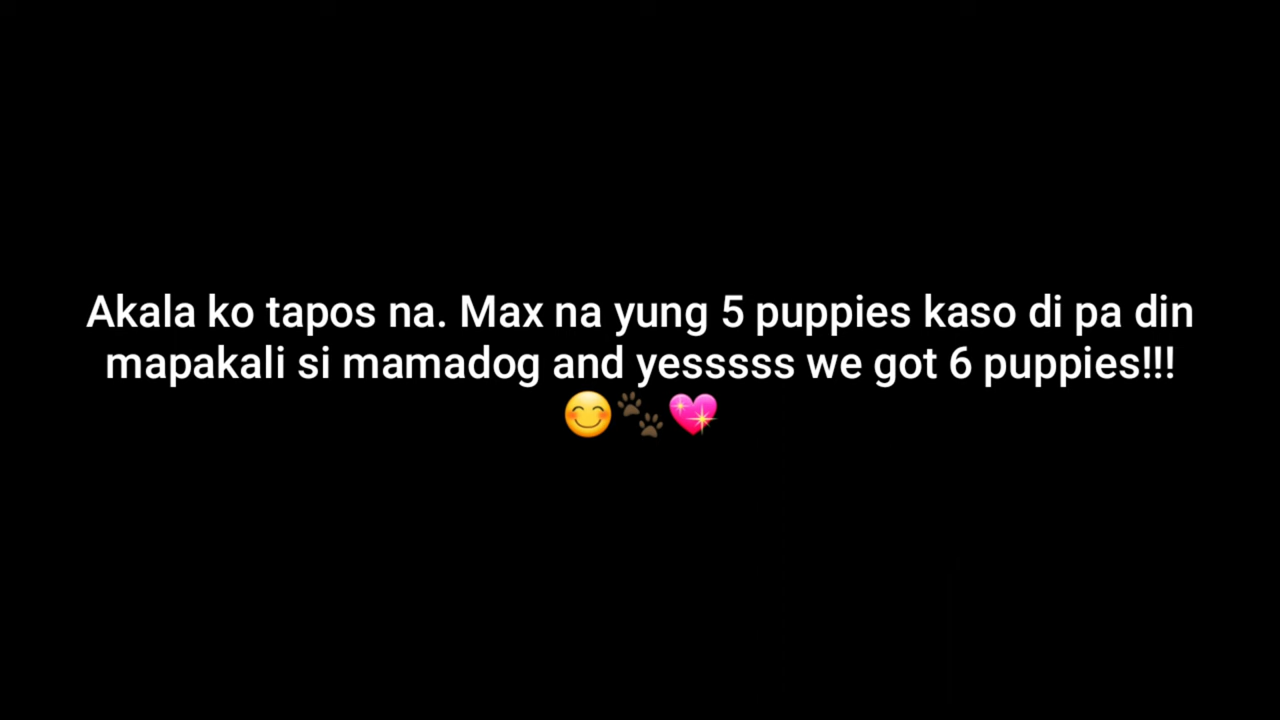 Akala ko tapos na. Max na yung 5 puppies kaso di pa din
mapakali si mamadog and yesssss we got 6 puppies!!!
😊🐾💖